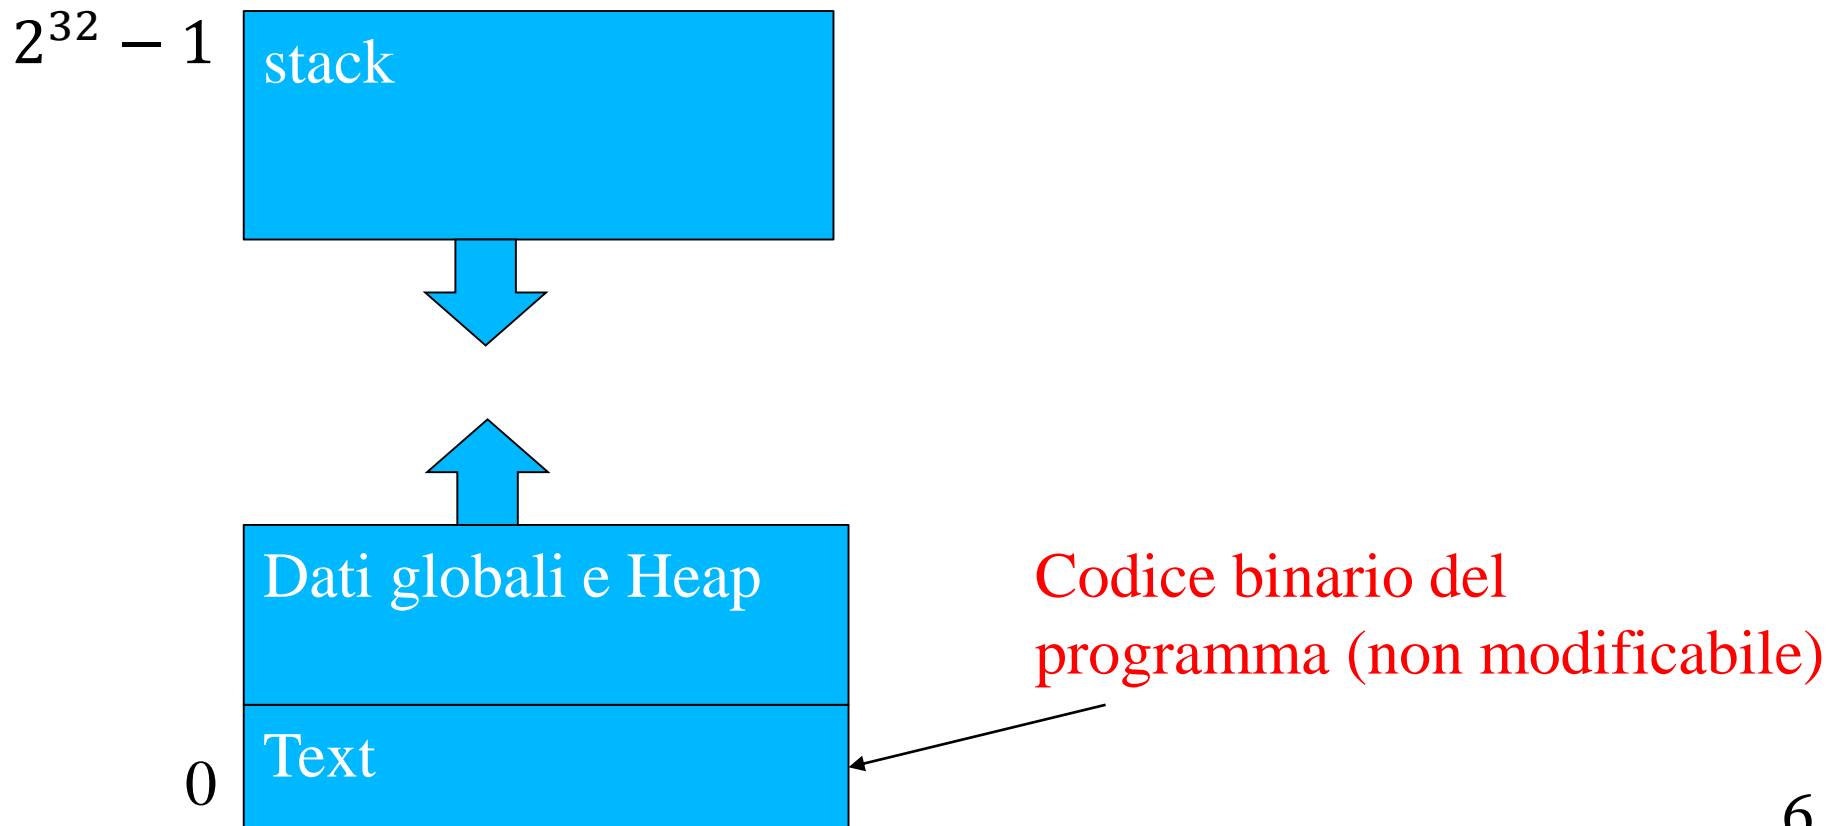 2³² − 1
stack
Dati globali e Heap
Codice binario del
programma (non modificabile)
Text
0
6